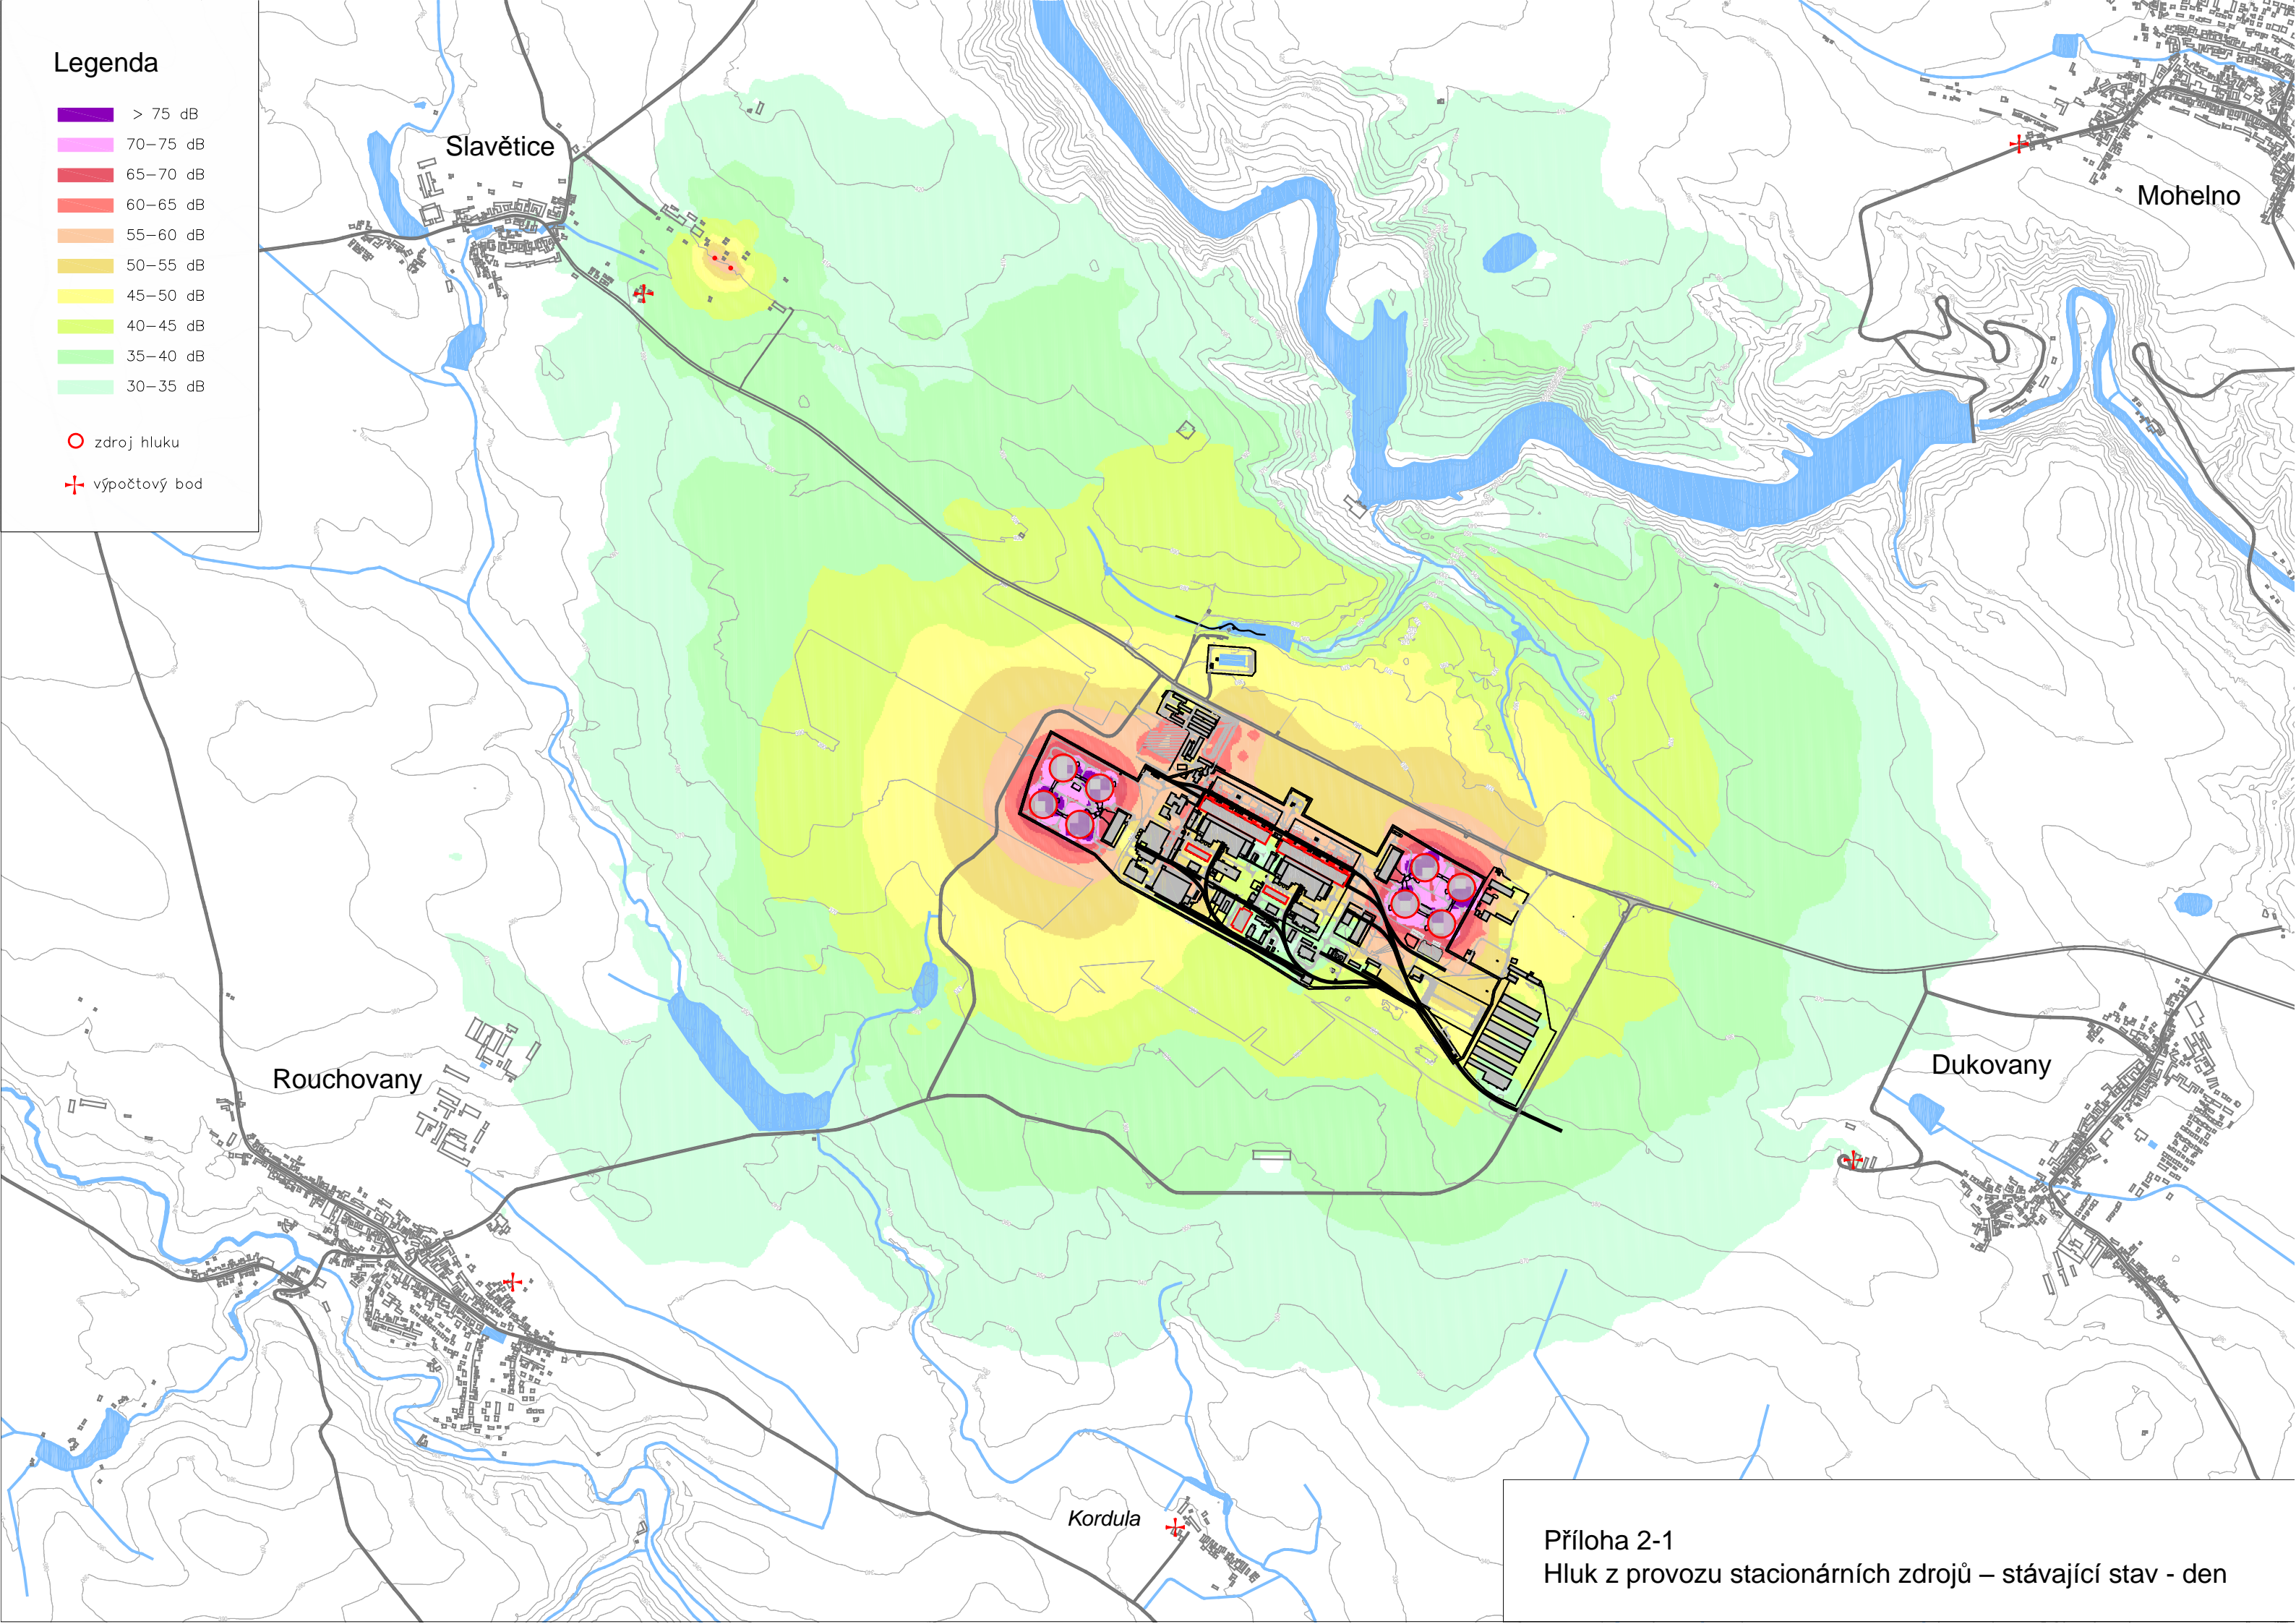 Legenda
> 75 dB
70-75 dB
65-70 dB
60-65 dB
55-60 dB
50-55 dB
45-50 dB
40-45 dB
35-40 dB
30-35 dB
zdroj hluku
výpočtový bod
Slavětice
Mohelno
Rouchovany
Dukovany
Kordula
Příloha 2-1
Hluk z provozu stacionárních zdrojů – stávající stav - den